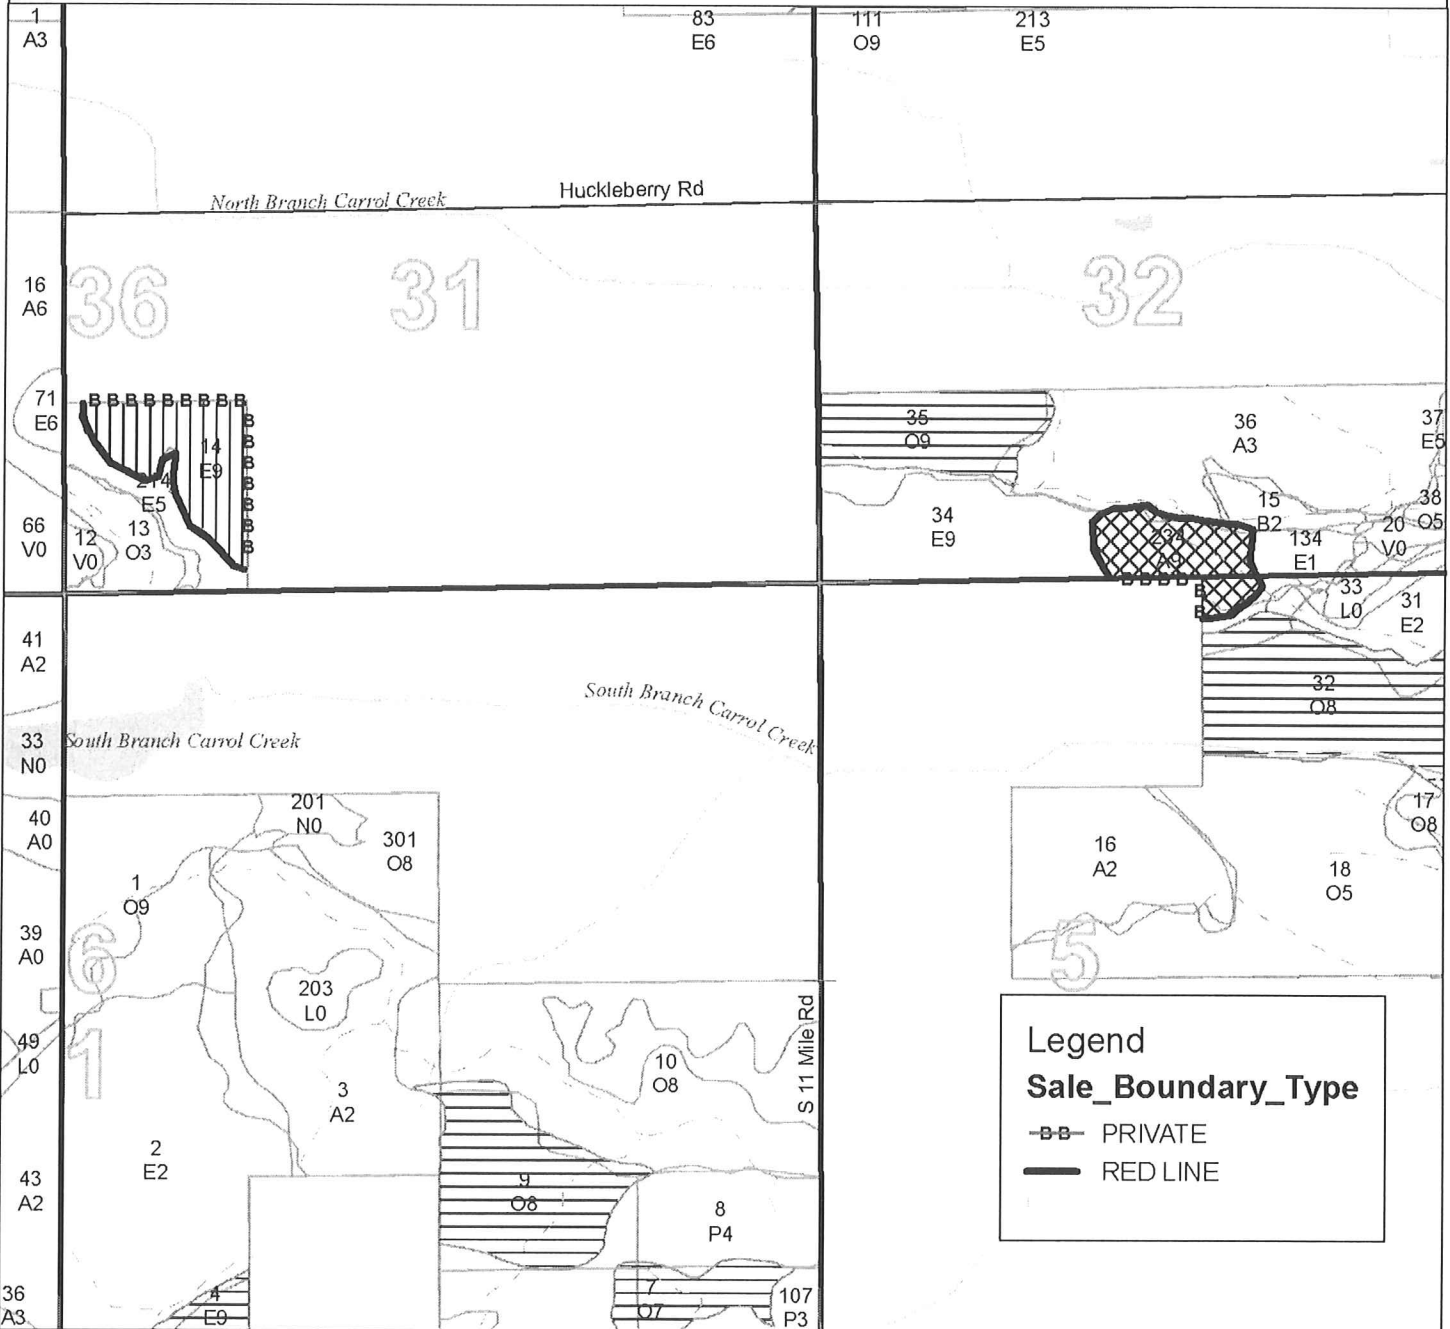 1
A3
83
E6
111
O9
213
E5
North Branch Carrol Creek
Huckleberry Rd
16
A6
36
31
32
71
E6
14
E9
214
E5
B B B B B B B B B
B
B
B
B
B
B
B
66
V0
12
V0
13
O3
35
O9
36
A3
37
E5
34
E9
15
B2
38
O5
234
A9
134
E1
20
V0
B B B B
B
B
33
L0
31
E2
41
A2
32
O8
South Branch Carrol Creek
33
N0
South Branch Carrol Creek
40
A0
201
N0
301
O8
17
O8
16
A2
18
O5
1
O9
39
A0
6
5
203
L0
49
L0
1
3
A2
10
O8
S 11 Mile Rd
Legend
Sale_Boundary_Type
B B PRIVATE
RED LINE
2
E2
43
A2
9
O8
8
P4
36
A3
4
E9
7
O7
107
P3